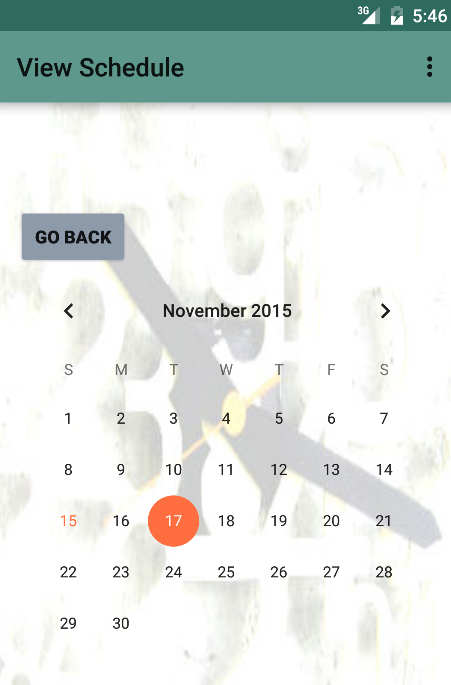 3G 5:46
View Schedule
GO BACK
November 2015
S M T W T F S
1 2 3 4 5 6 7
8 9 10 11 12 13 14
15 16 17 18 19 20 21
22 23 24 25 26 27 28
29 30